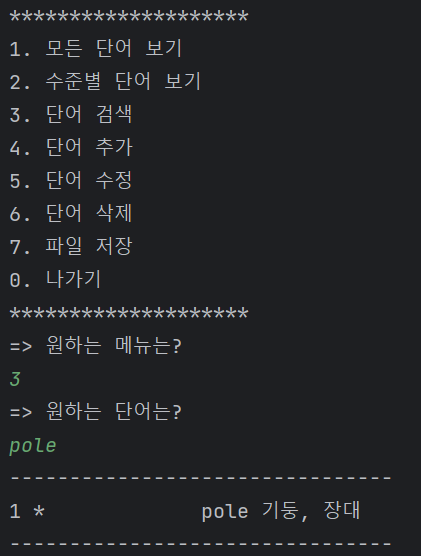 ********************
1. 모든 단어 보기
2. 수준별 단어 보기
3. 단어 검색
4. 단어 추가
5. 단어 수정
6. 단어 삭제
7. 파일 저장
0. 나가기
********************
=> 원하는 메뉴는?
3
=> 원하는 단어는?
pole
--------------------------------
1 *             pole 기둥, 장대
--------------------------------